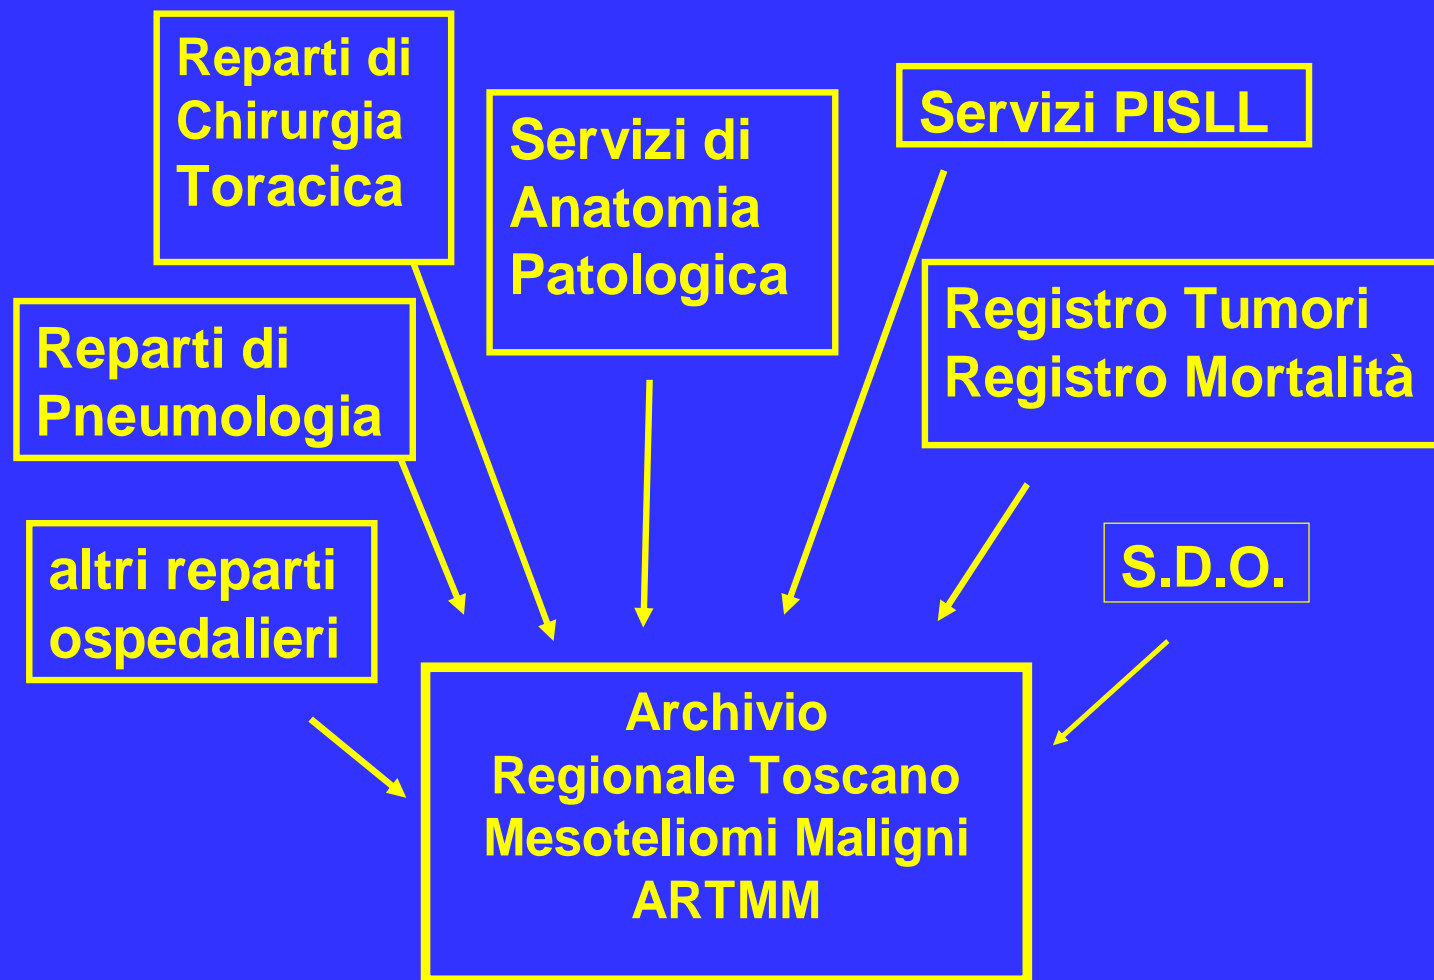 Reparti di
Chirurgia
Toracica
Servizi di
Anatomia
Patologica
Servizi PISLL
Registro Tumori
Registro Mortalità
Reparti di
Pneumologia
altri reparti
ospedalieri
S.D.O.
Archivio
Regionale Toscano
Mesoteliomi Maligni
ARTMM